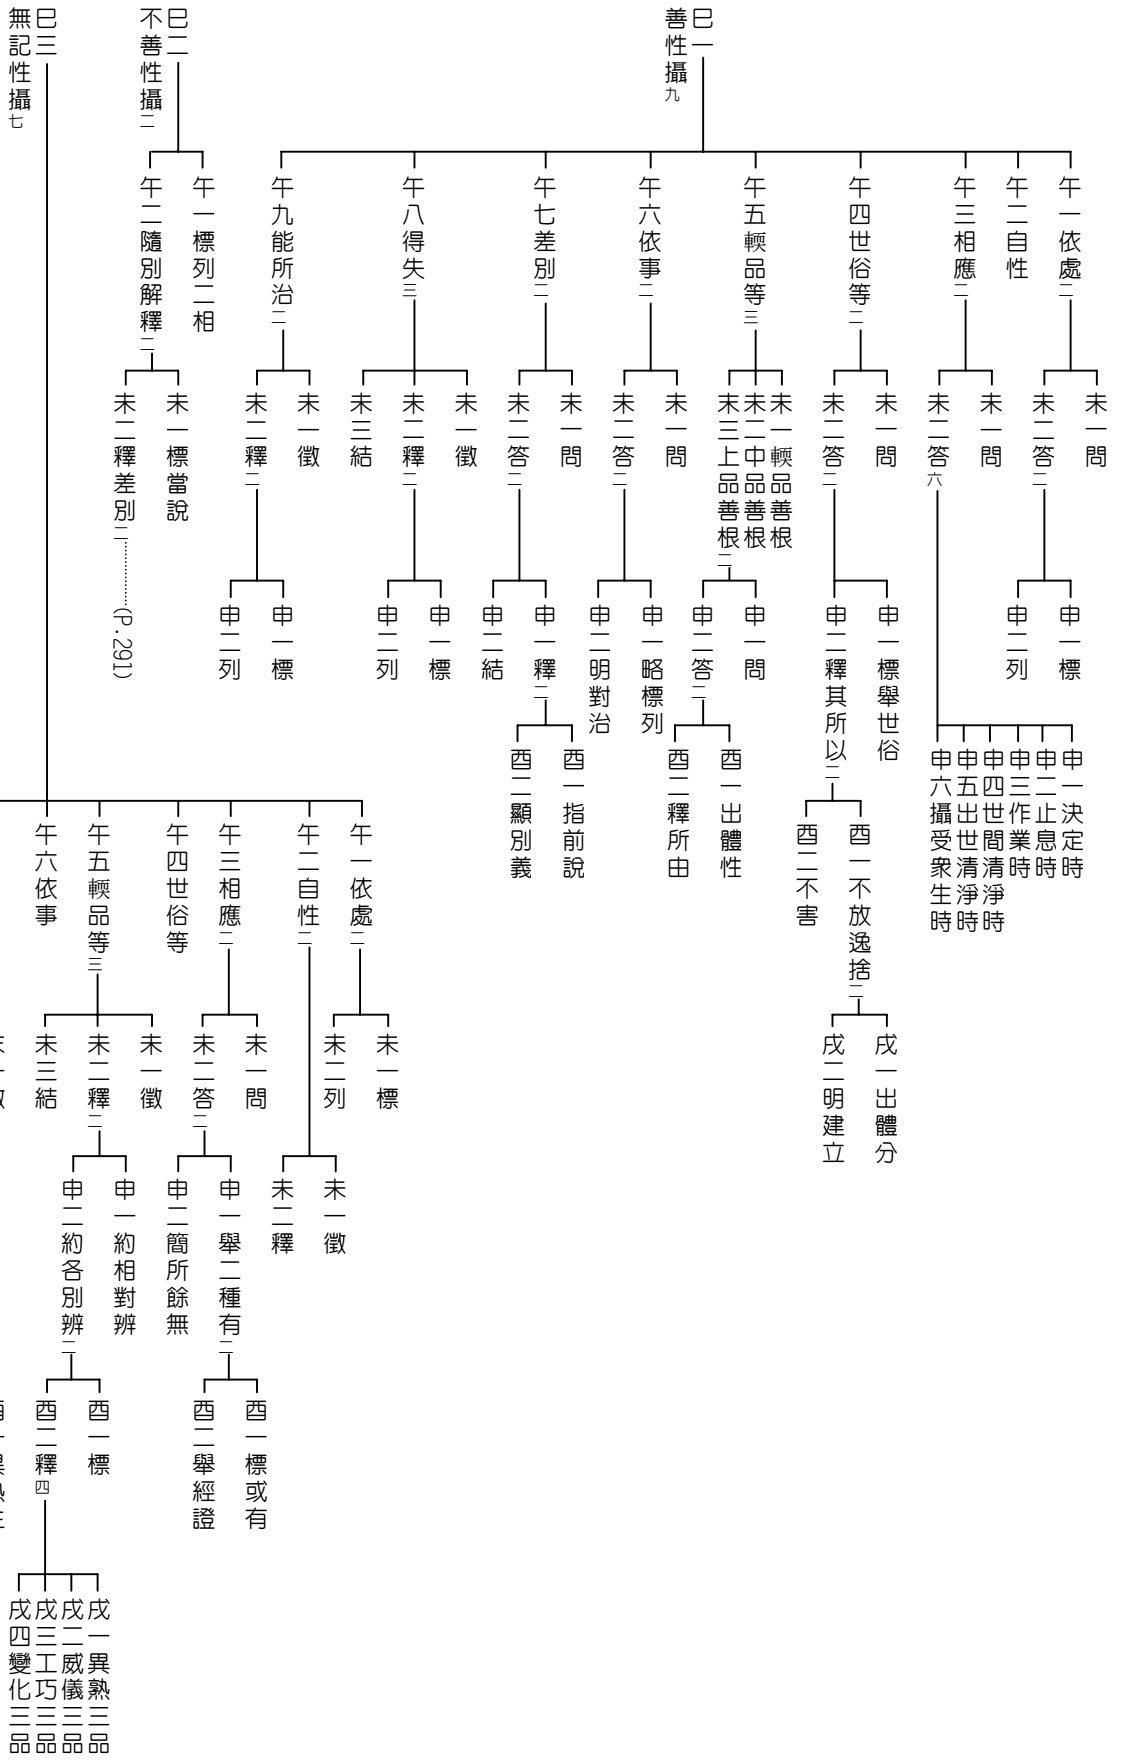 巳一
善性攝九
午一依處二
未一問
未二答二
申一標
申二列
午二自性
午三相應二
未一問
未二答六
申一決定時
申二止息時
申三作業時
申四世間清淨時
申五出世清淨時
申六攝受衆生時
午四世俗等二
未一問
未二答二
申一標舉世俗
申二釋其所以二
酉一不放逸捨二
戌一出體分
戌二明建立
酉二不害
午五輭品等三
未一輭品善根
未二中品善根
未三上品善根二
申一問
申二答二
酉一出體性
酉二釋所由
午六依事二
未一問
未二答二
申一略標列
申二明對治
午七差別二
未一問
未二答二
申一釋二
酉一指前說
酉二顯別義
申二結
午八得失三
未一徵
未二釋二
申一標
申二列
未三結
午九能所治二
未一徵
未二釋二
申一標
申二列
巳二
不善性攝二
午一標列二相
午二隨別解釋二
未一標當說
未二釋差別二…………(P.291)
巳三
無記性攝七
午一依處二
未一標
未二列
午二自性二
未一徵
未二釋
午三相應二
未一問
未二答二
申一舉二種有二
酉一標或有
酉二舉經證
申二簡所餘無
午四世俗等
午五輭品等三
未一徵
未二釋二
申一約相對辨
申二約各別辨二
酉一標
酉二釋四
戌一異熟三品
戌二威儀三品
戌三工巧三品
戌四變化三品
未三結
午六依事